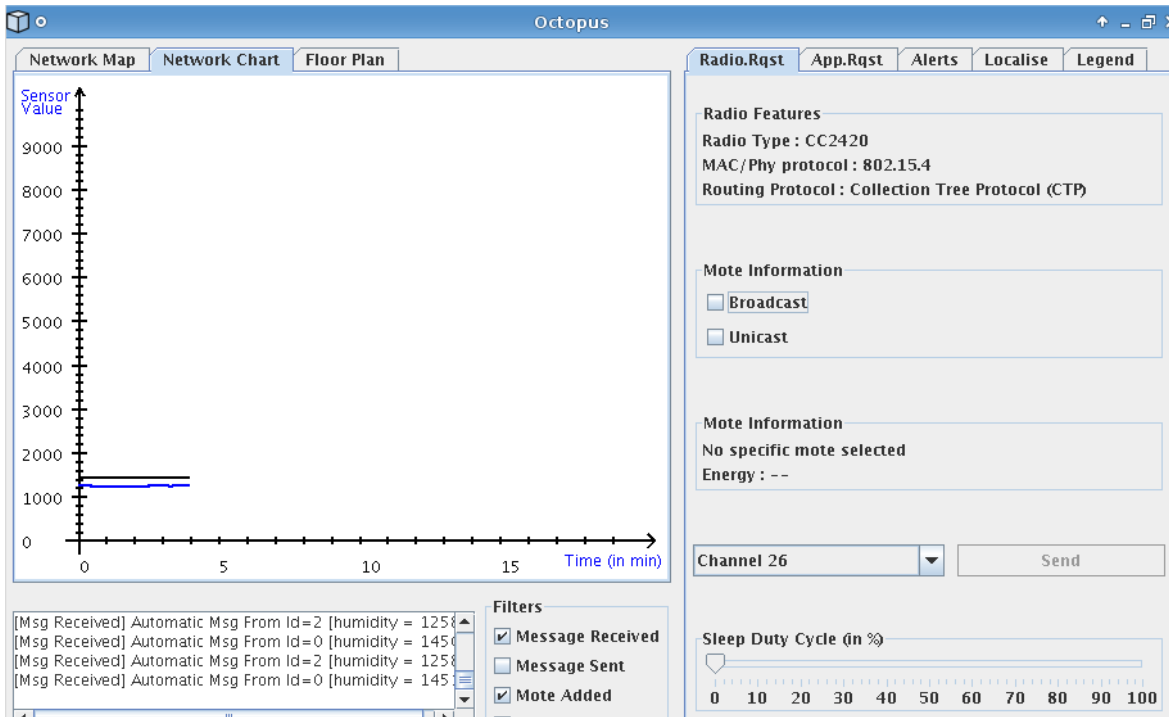 Octopus
Network Map
Network Chart
Floor Plan
Sensor
Value
9000
8000
7000
6000
5000
4000
3000
2000
1000
0
0 5 10 15
Time (in min)
[Msg Received] Automatic Msg From Id=2 [humidity = 1258
[Msg Received] Automatic Msg From Id=0 [humidity = 1450
[Msg Received] Automatic Msg From Id=2 [humidity = 1258
[Msg Received] Automatic Msg From Id=0 [humidity = 1451
Filters
Message Received
Message Sent
Mote Added
Radio.Rqst
App.Rqst
Alerts
Localise
Legend
Radio Features
Radio Type : CC2420
MAC/Phy protocol : 802.15.4
Routing Protocol : Collection Tree Protocol (CTP)
Mote Information
Broadcast
Unicast
Mote Information
No specific mote selected
Energy : --
Channel 26
Send
Sleep Duty Cycle (in %)
0 10 20 30 40 50 60 70 80 90 100